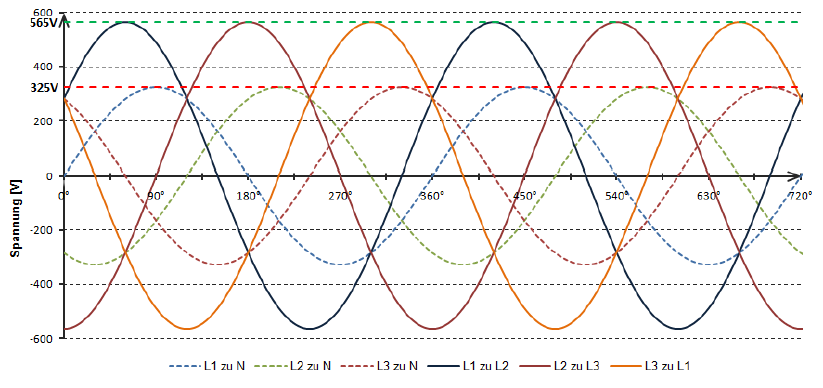 600
565V
400
325V
200
0
-200
-400
-600
Spannung [V]
0° 90° 180° 270° 360° 450° 540° 630° 720°
L1 zu N L2 zu N L3 zu N L1 zu L2 L2 zu L3 L3 zu L1